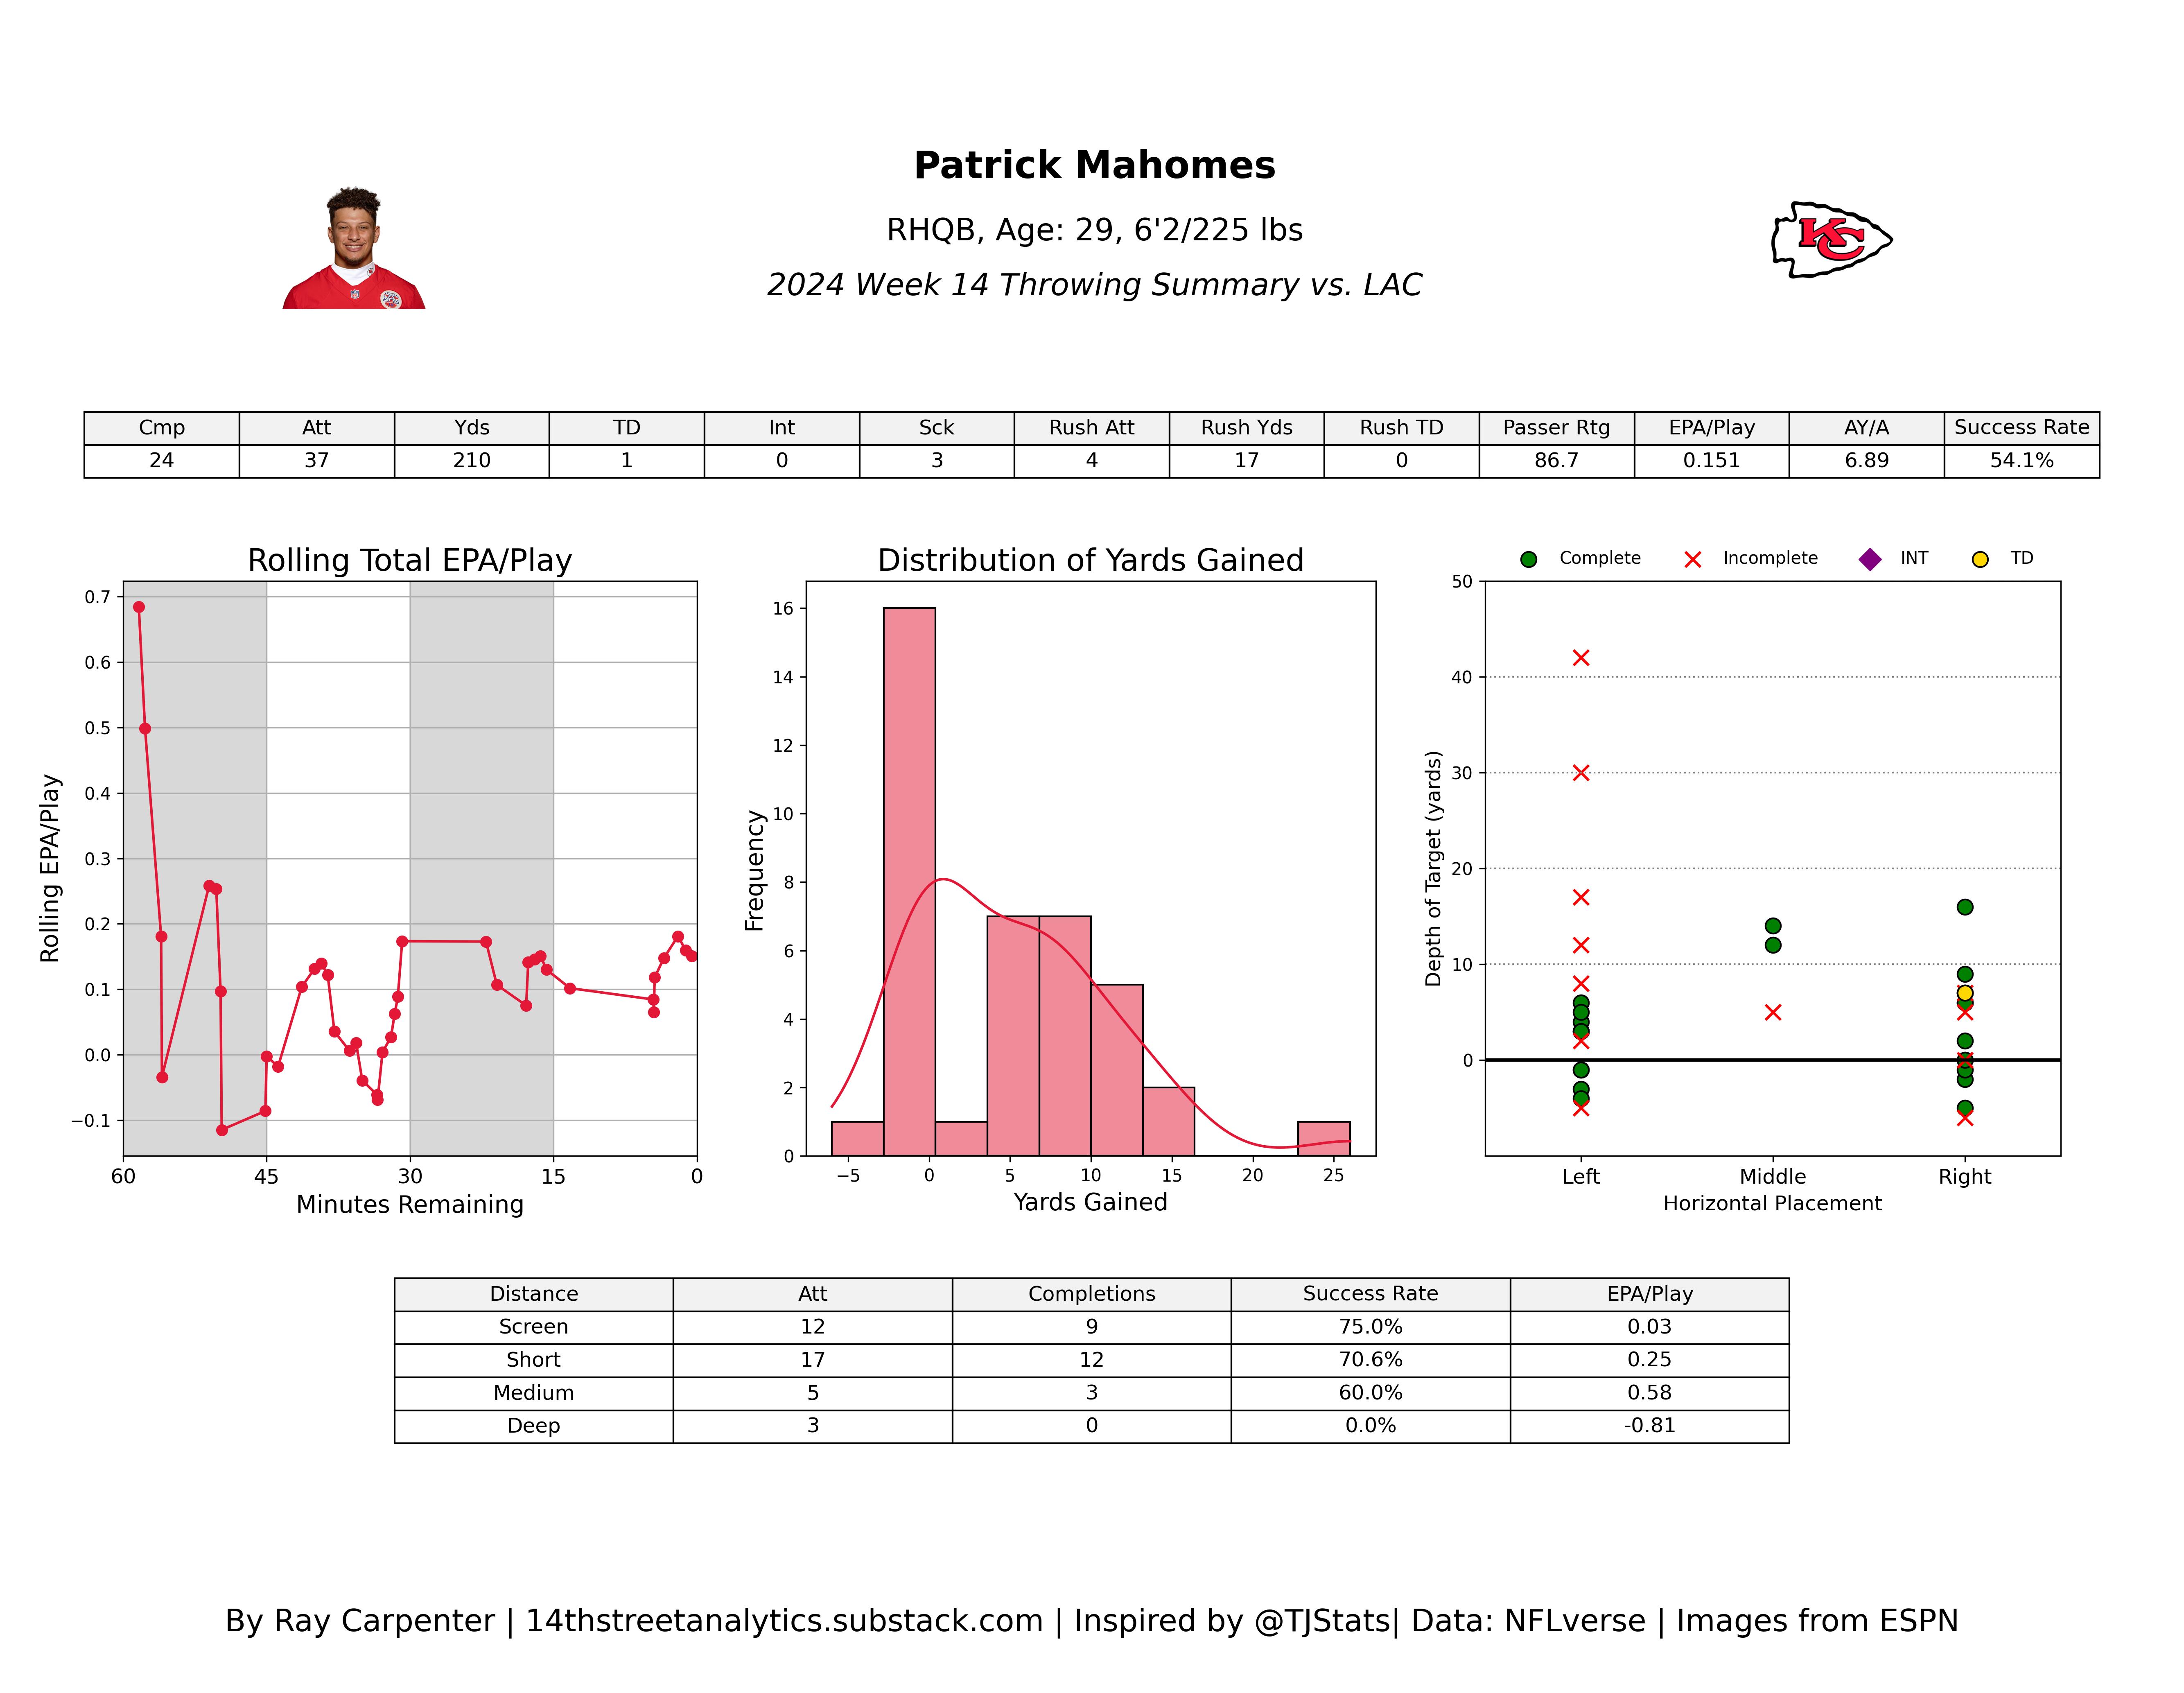 Patrick Mahomes
RHQB, Age: 29, 6'2/225 lbs
2024 Week 14 Throwing Summary vs. LAC
KC
Cmp Att Yds TD Int Sck Rush Att Rush Yds Rush TD Passer Rtg EPA/Play AY/A Success Rate
24 37 210 1 0 3 4 17 0 86.7 0.151 6.89 54.1%
Rolling Total EPA/Play
0.7
0.6
0.5
0.4
0.3
0.2
0.1
0.0
−0.1
Rolling EPA/Play
60 45 30 15 0
Minutes Remaining
Distribution of Yards Gained
16
14
12
10
8
6
4
2
0
Frequency
−5 0 5 10 15 20 25
Yards Gained
Complete Incomplete INT TD
50
40
30
20
10
0
Depth of Target (yards)
Left Middle Right
Horizontal Placement
Distance Att Completions Success Rate EPA/Play
Screen 12 9 75.0% 0.03
Short 17 12 70.6% 0.25
Medium 5 3 60.0% 0.58
Deep 3 0 0.0% -0.81
By Ray Carpenter | 14thstreetanalytics.substack.com | Inspired by @TJStats| Data: NFLverse | Images from ESPN